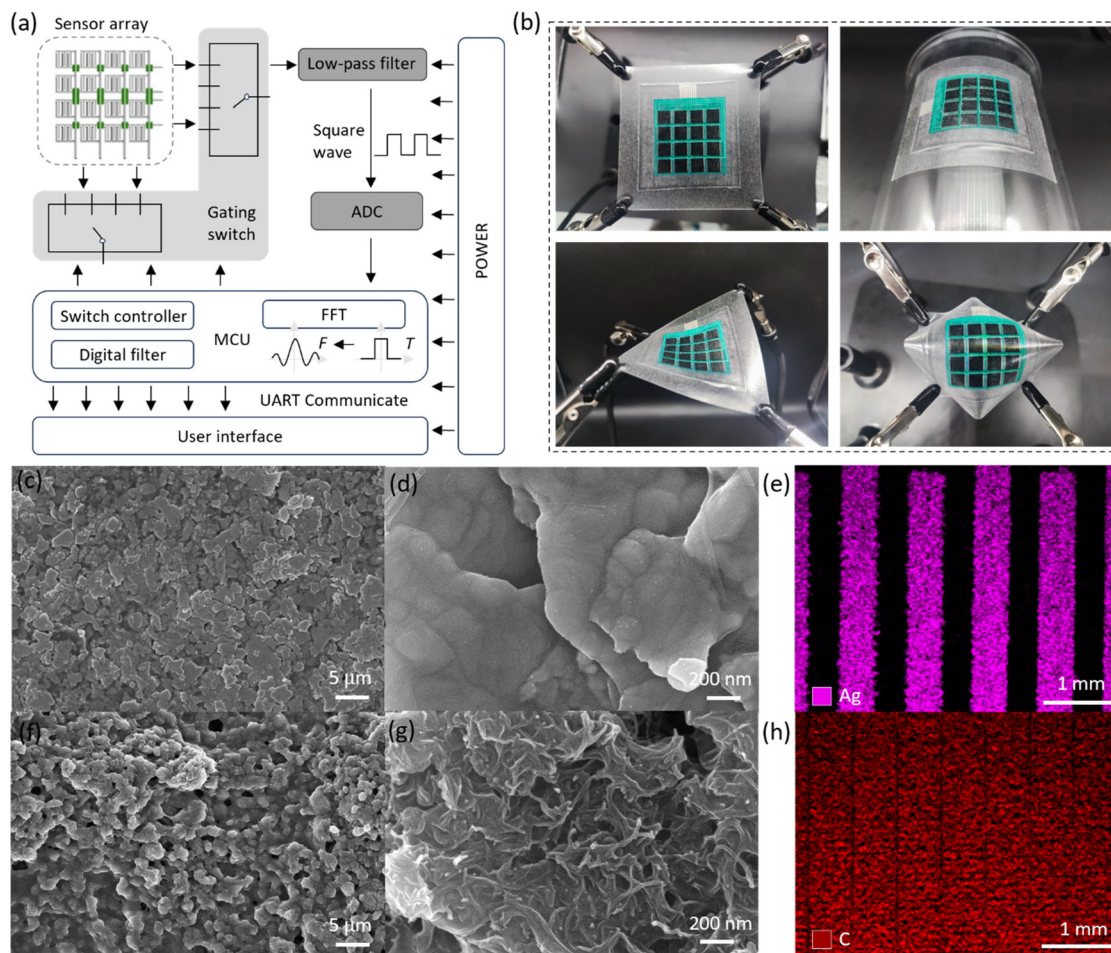 (a)
Sensor array
Low-pass filter
Square
wave
ADC
Gating
switch
POWER
Switch controller
Digital filter
MCU
FFT
F
T
UART Communicate
User interface
(b)
(c)
5 μm
(d)
200 nm
(e)
Ag
1 mm
(f)
5 μm
(g)
200 nm
(h)
C
1 mm